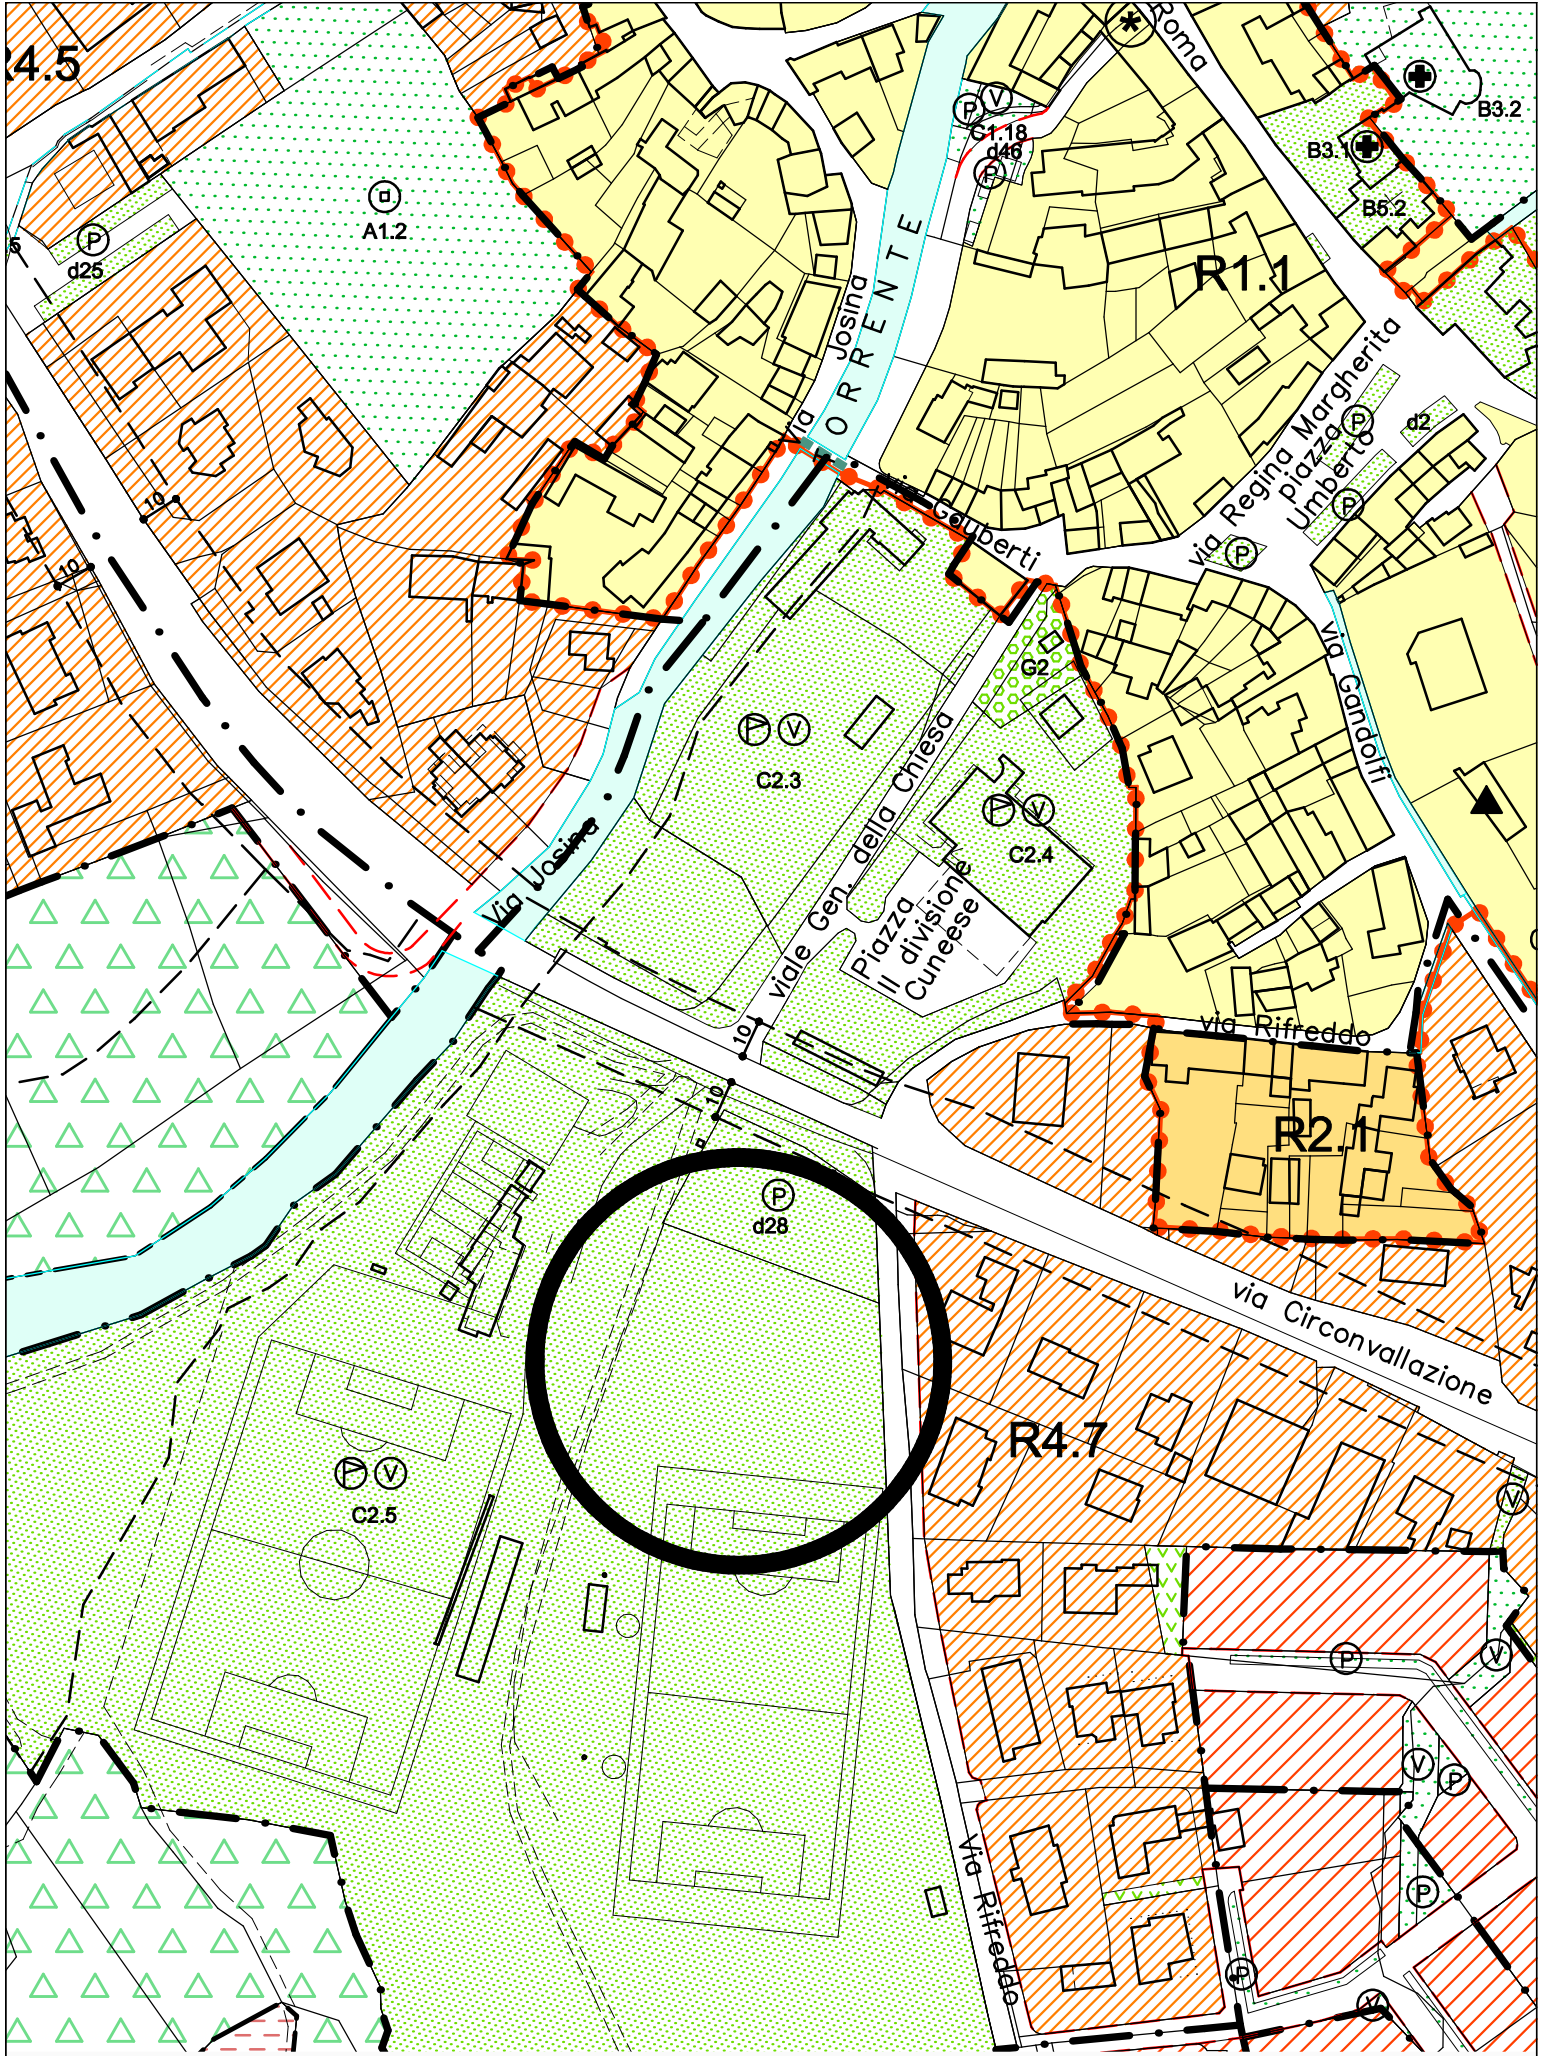 R4.5
*
Roma
B3.2
P V
C1.18
d46
P
B3.1
B5.2
A1.2
5
P
d25
R1.1
TORRENTE
via Josina
via Regina Margherita
piazza
Umberto
P
d2
P
P
via Gauberti
10
10
via Gandolfi
G2
V
C2.3
V
C2.4
viale Gen. della Chiesa
Piazza
II divisione
Cuneese
Via Josina
10
10
via Rifreddo
R2.1
P
d28
via Circonvallazione
R4.7
V
C2.5
V
P
V
V
P
P
Via Rifreddo
P
V